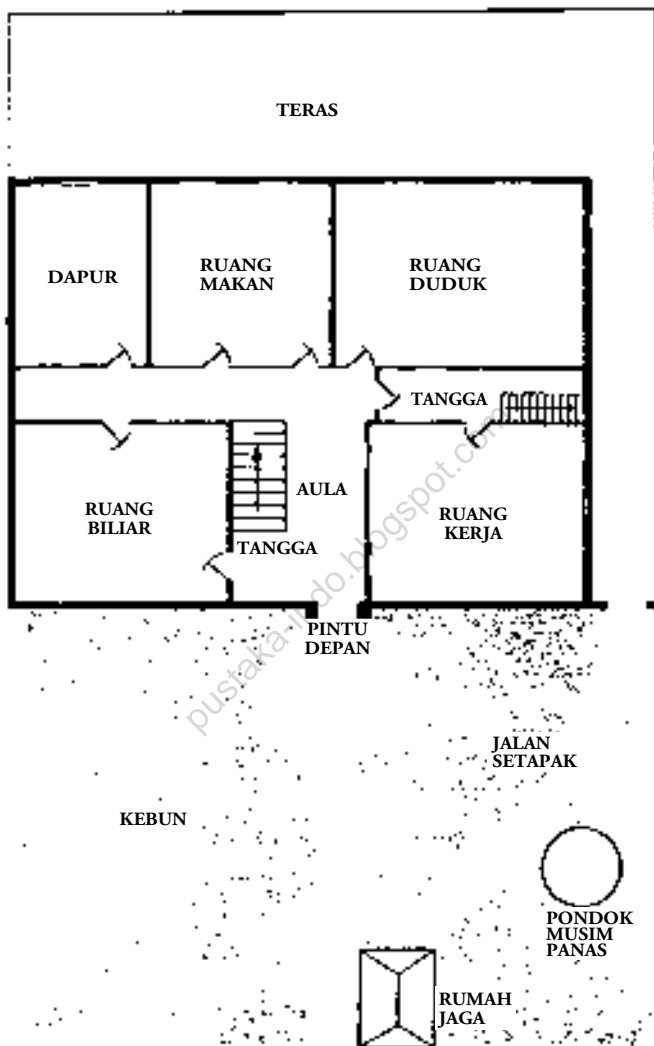 TERAS
DAPUR
RUANG
MAKAN
RUANG
DUDUK
TANGGA
RUANG
BILIAR
AULA
TANGGA
RUANG
KERJA
PINTU
DEPAN
JALAN
SETAPAK
KEBUN
PONDOK
MUSIM
PANAS
RUMAH
JAGA
pustaka-indo.blogspot.com